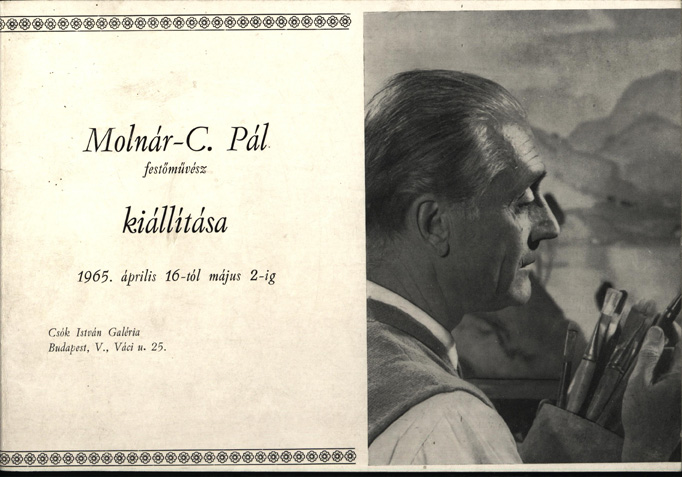 Molnár-C. Pál
festőművész
kiállítása
1965. április 16-tól május 2-ig
Csók István Galéria
Budapest, V., Váci u. 25.